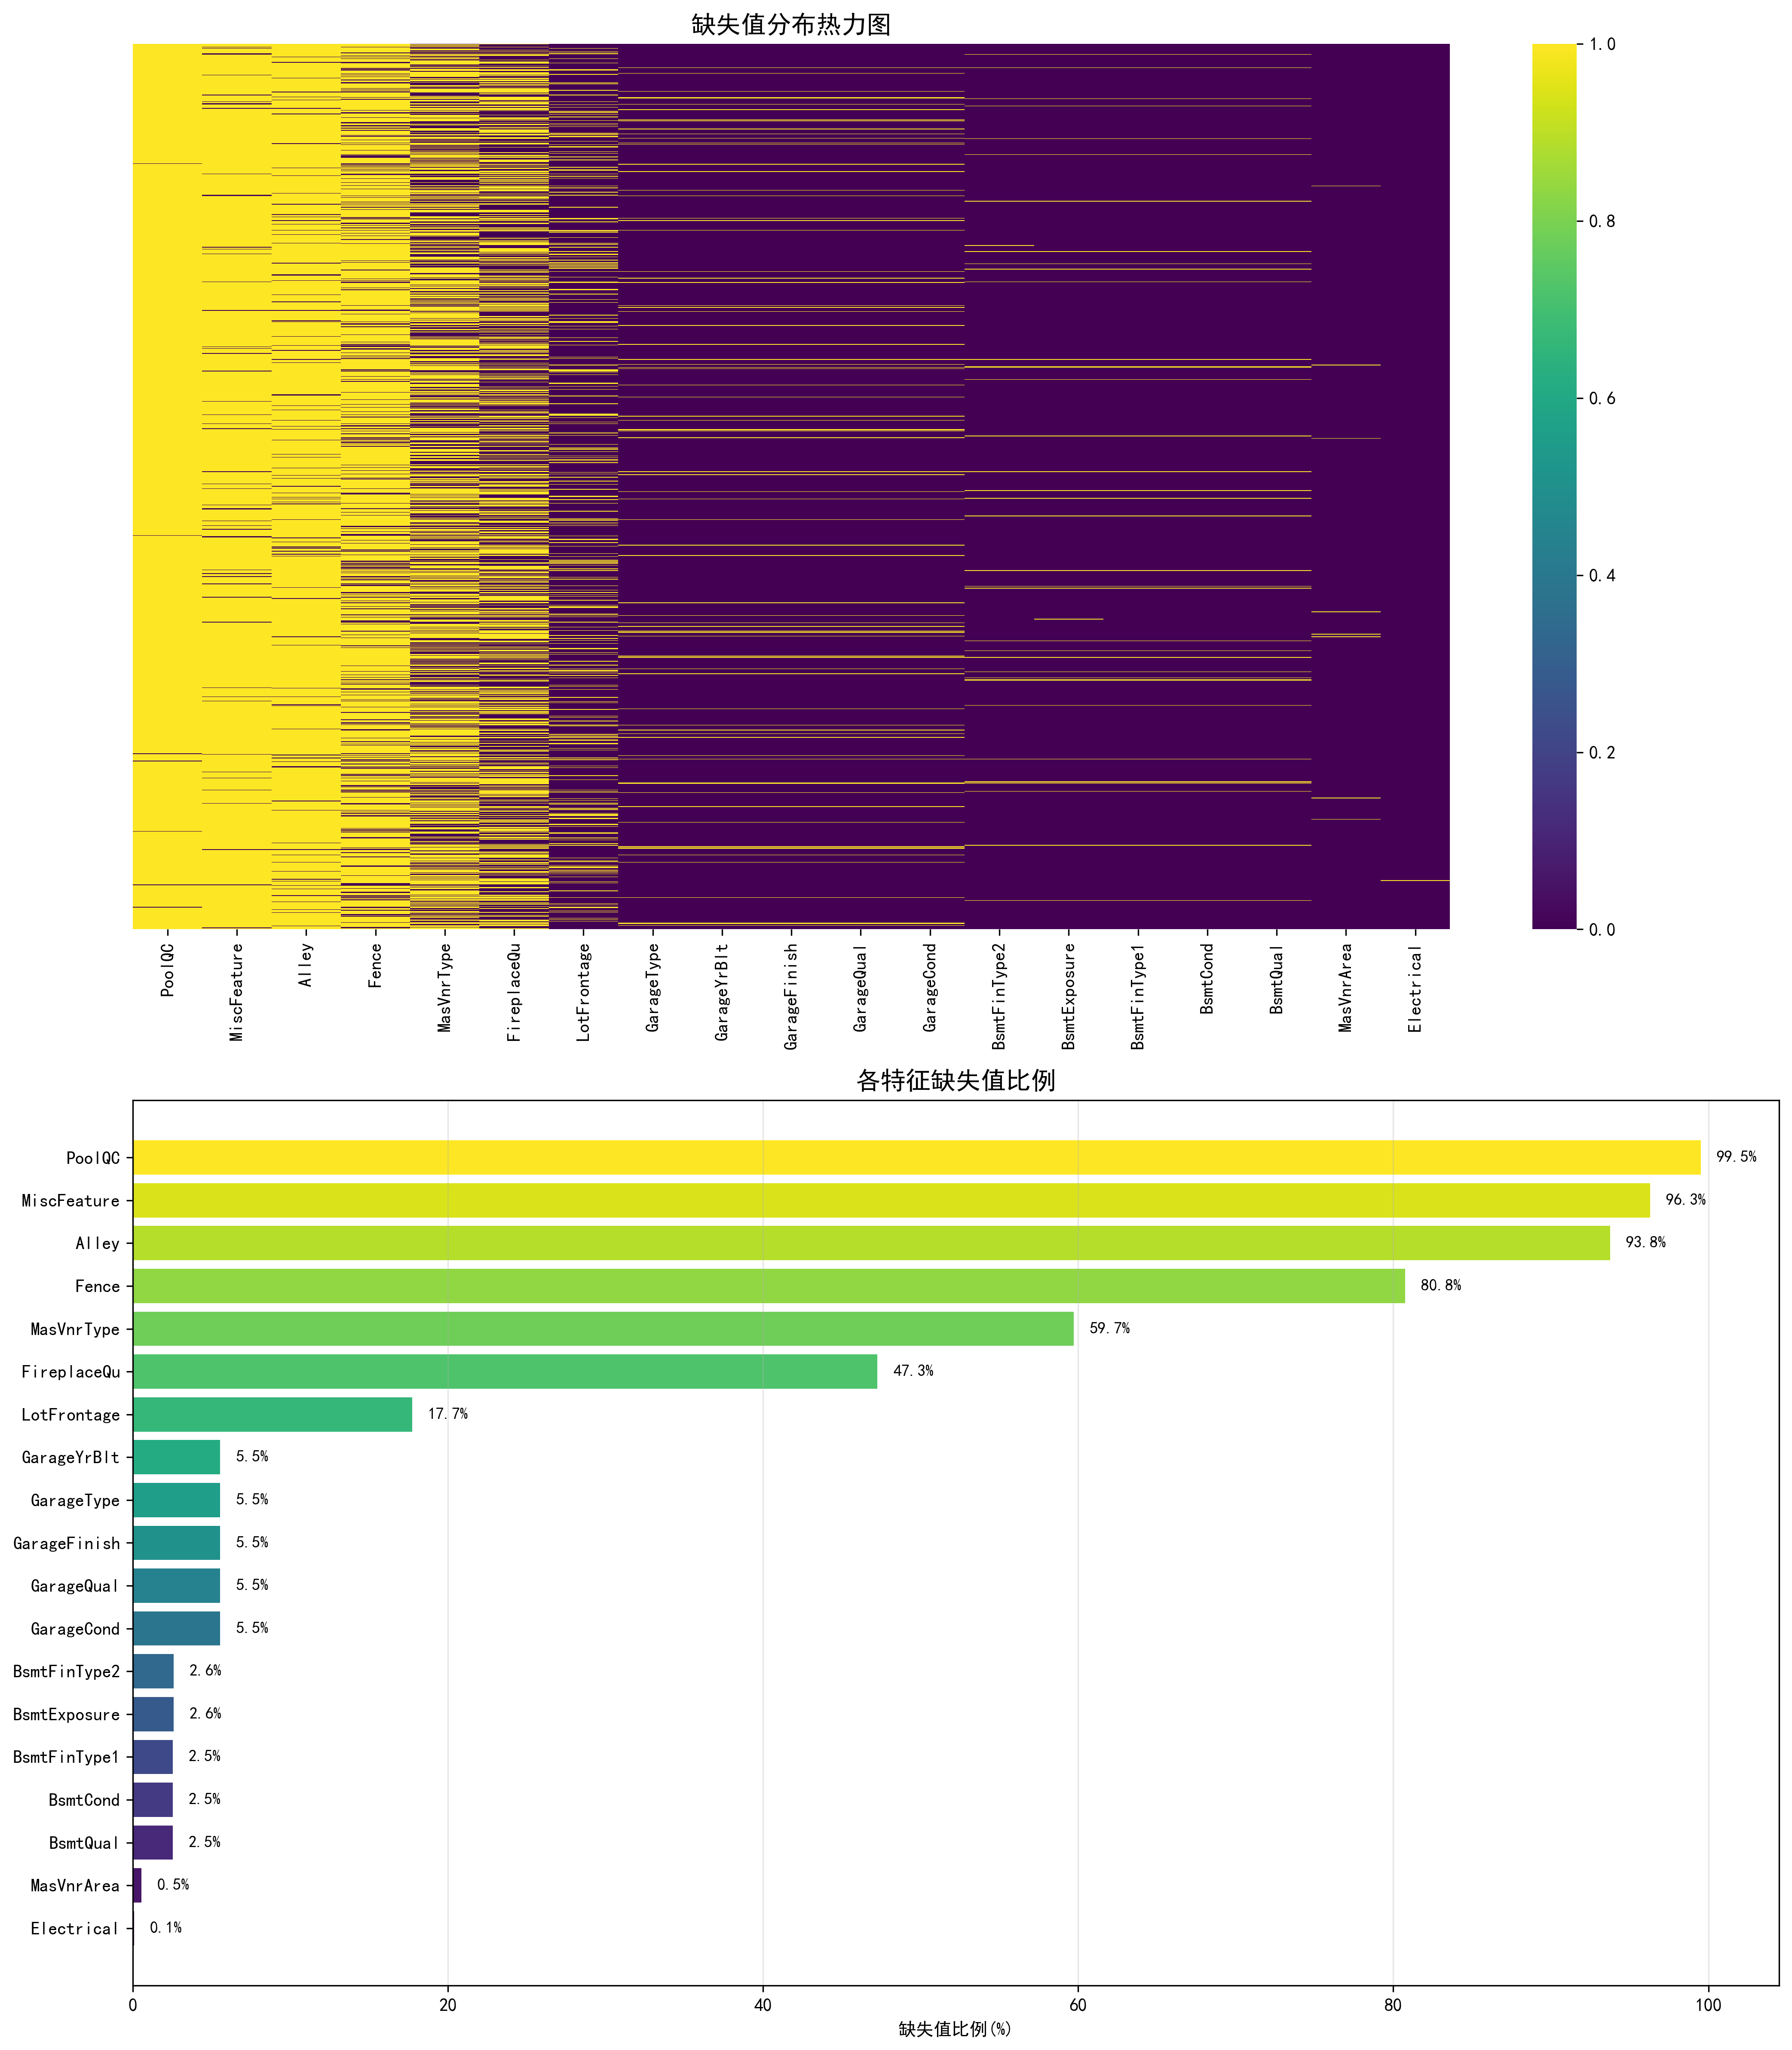 缺失值分布热力图
1.0
0.8
0.6
0.4
0.2
0.0
PoolQC
MiscFeature
Alley
Fence
MasVnrType
FireplaceQu
LotFrontage
GarageType
GarageYrBlt
GarageFinish
GarageQual
GarageCond
BsmtFinType2
BsmtExposure
BsmtFinType1
BsmtCond
BsmtQual
MasVnrArea
Electrical
各特征缺失值比例
PoolQC 99.5%
MiscFeature 96.3%
Alley 93.8%
Fence 80.8%
MasVnrType 59.7%
FireplaceQu 47.3%
LotFrontage 17.7%
GarageYrBlt 5.5%
GarageType 5.5%
GarageFinish 5.5%
GarageQual 5.5%
GarageCond 5.5%
BsmtFinType2 2.6%
BsmtExposure 2.6%
BsmtFinType1 2.5%
BsmtCond 2.5%
BsmtQual 2.5%
MasVnrArea 0.5%
Electrical 0.1%
0 20 40 60 80 100
缺失值比例(%)